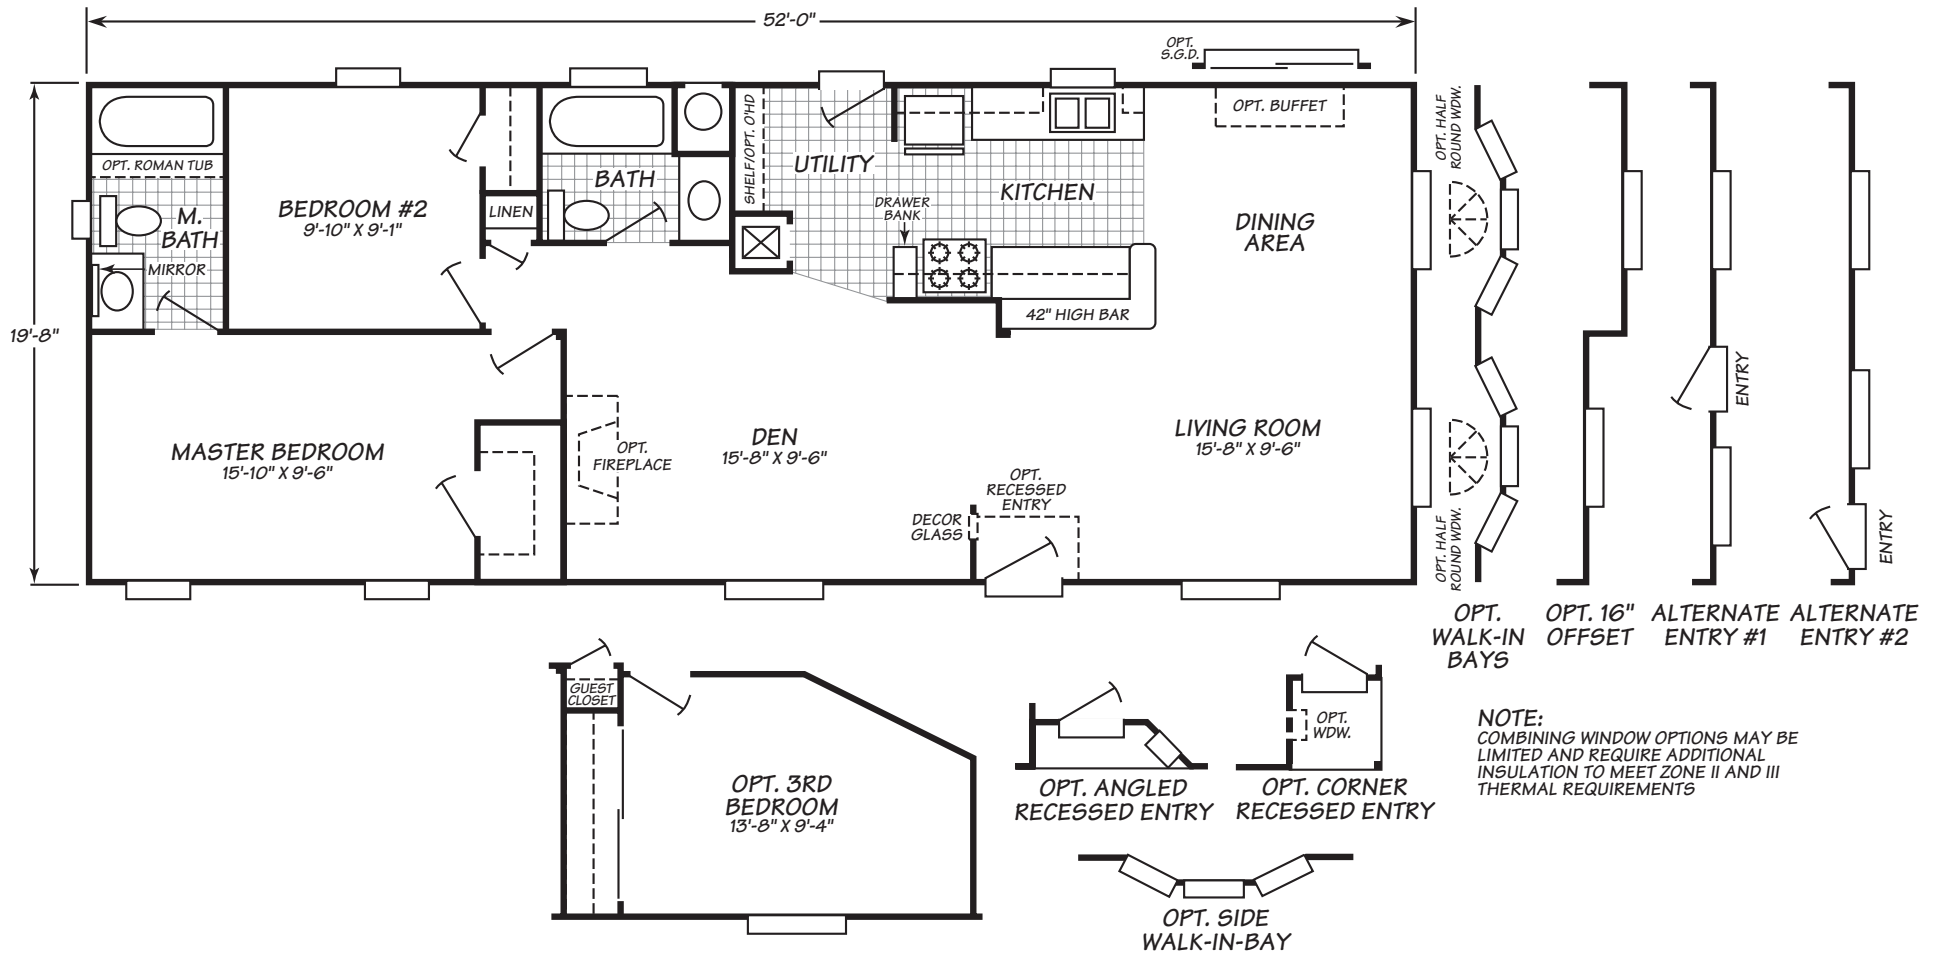 52'-0"
OPT.
S.G.D.
19'-8"
OPT. ROMAN TUB
M.
BATH
MIRROR
BEDROOM #2
9'-10" X 9'-1"
LINEN
BATH
SHELF/OPT. O'HD
UTILITY
DRAWER
BANK
KITCHEN
42" HIGH BAR
OPT. BUFFET
DINING
AREA
MASTER BEDROOM
15'-10" X 9'-6"
OPT.
FIREPLACE
DEN
15'-8" X 9'-6"
DECOR
GLASS
OPT.
RECESSED
ENTRY
LIVING ROOM
15'-8" X 9'-6"
OPT. HALF
ROUND WDW.
OPT. HALF
ROUND WDW.
OPT.
WALK-IN
BAYS
OPT. 16"
OFFSET
ENTRY
ALTERNATE
ENTRY #1
ENTRY
ALTERNATE
ENTRY #2
GUEST
CLOSET
OPT. 3RD
BEDROOM
13'-8" X 9'-4"
OPT. ANGLED
RECESSED ENTRY
OPT.
WDW.
OPT. CORNER
RECESSED ENTRY
OPT. SIDE
WALK-IN-BAY
NOTE:
COMBINING WINDOW OPTIONS MAY BE
LIMITED AND REQUIRE ADDITIONAL
INSULATION TO MEET ZONE II AND III
THERMAL REQUIREMENTS